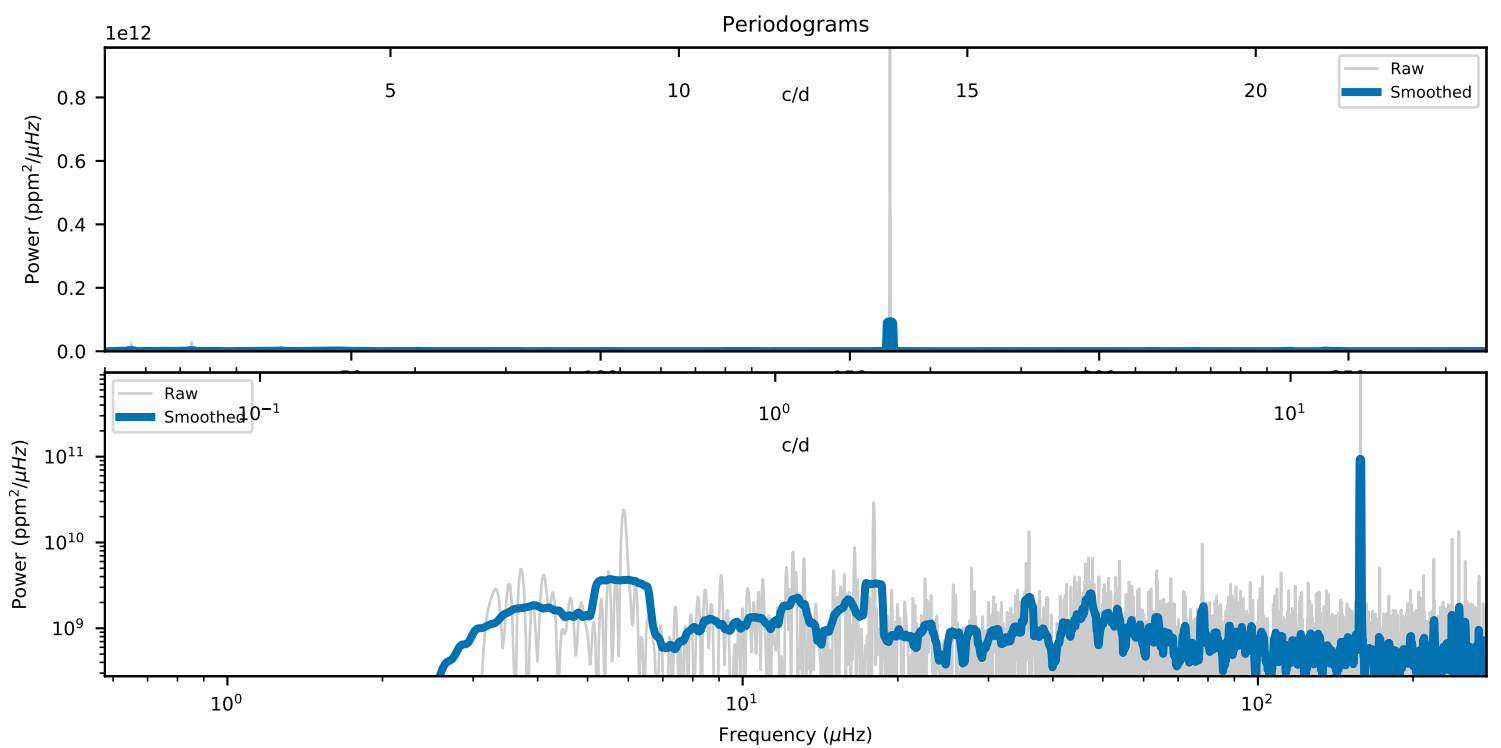 Periodograms
1e12
5 10 15 20
c/d
Raw
Smoothed
0.8
0.6
0.4
0.2
0.0
Power (ppm²/μHz)
Raw
Smoothed
10⁻¹ 10⁰ 10¹
c/d
10¹¹
10¹⁰
10⁹
Power (ppm²/μHz)
10⁰ 10¹ 10²
Frequency (μHz)